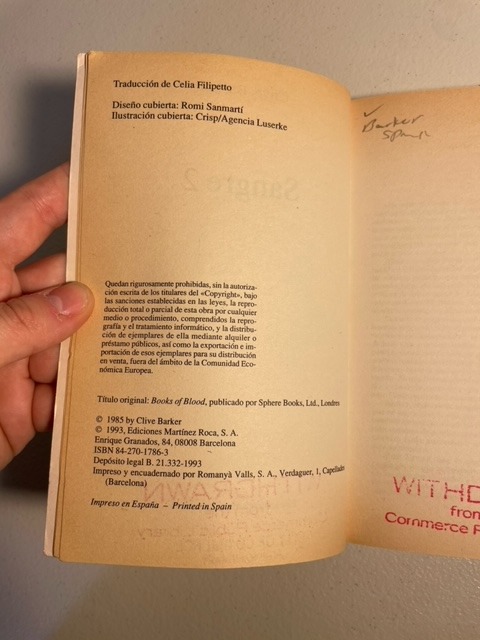 Traducción de Celia Filipetto
Diseño cubierta: Romi Sanmartí
Ilustración cubierta: Crisp/Agencia Luserke
Quedan rigurosamente prohibidas, sin la autoriza-
ción escrita de los titulares del «Copyright», bajo
las sanciones establecidas en las leyes, la repro-
ducción total o parcial de esta obra por cualquier
medio o procedimiento, comprendidos la repro-
grafía y el tratamiento informático, y la distribu-
ción de ejemplares de ella mediante alquiler o
préstamo públicos, así como la exportación e im-
portación de esos ejemplares para su distribución
en venta, fuera del ámbito de la Comunidad Eco-
nómica Europea.
Título original: Books of Blood, publicado por Sphere Books, Ltd., Londres
© 1985 by Clive Barker
© 1993, Ediciones Martínez Roca, S. A.
Enrique Granados, 84, 08008 Barcelona
ISBN 84-270-1786-3
Depósito legal B. 21.332-1993
Impreso y encuadernado por Romanyà Valls, S. A., Verdaguer, 1, Capellades
(Barcelona)
Impreso en España – Printed in Spain
Barker
WITHD
from
Commerce P